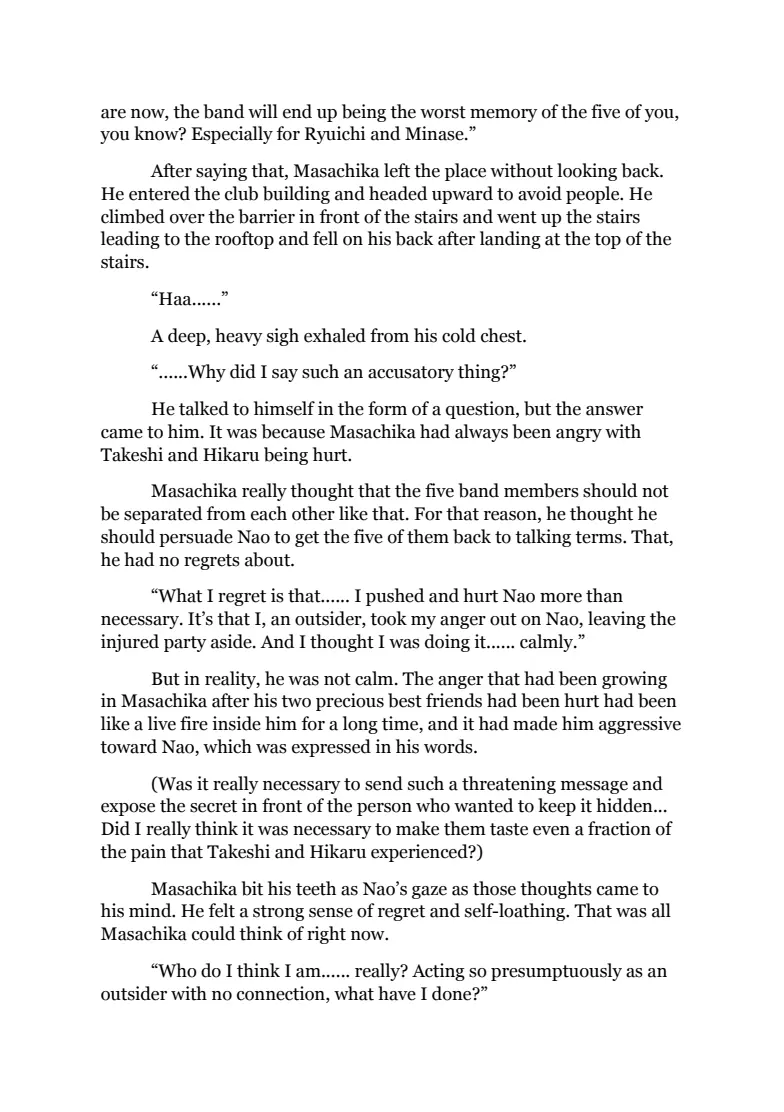 are now, the band will end up being the worst memory of the five of you,
you know? Especially for Ryuichi and Minase.”
After saying that, Masachika left the place without looking back.
He entered the club building and headed upward to avoid people. He
climbed over the barrier in front of the stairs and went up the stairs
leading to the rooftop and fell on his back after landing at the top of the
stairs.
“Haa......”
A deep, heavy sigh exhaled from his cold chest.
“......Why did I say such an accusatory thing?”
He talked to himself in the form of a question, but the answer
came to him. It was because Masachika had always been angry with
Takeshi and Hikaru being hurt.
Masachika really thought that the five band members should not
be separated from each other like that. For that reason, he thought he
should persuade Nao to get the five of them back to talking terms. That,
he had no regrets about.
“What I regret is that...... I pushed and hurt Nao more than
necessary. It’s that I, an outsider, took my anger out on Nao, leaving the
injured party aside. And I thought I was doing it...... calmly.”
But in reality, he was not calm. The anger that had been growing
in Masachika after his two precious best friends had been hurt had been
like a live fire inside him for a long time, and it had made him aggressive
toward Nao, which was expressed in his words.
(Was it really necessary to send such a threatening message and
expose the secret in front of the person who wanted to keep it hidden...
Did I really think it was necessary to make them taste even a fraction of
the pain that Takeshi and Hikaru experienced?)
Masachika bit his teeth as Nao’s gaze as those thoughts came to
his mind. He felt a strong sense of regret and self-loathing. That was all
Masachika could think of right now.
“Who do I think I am...... really? Acting so presumptuously as an
outsider with no connection, what have I done?”